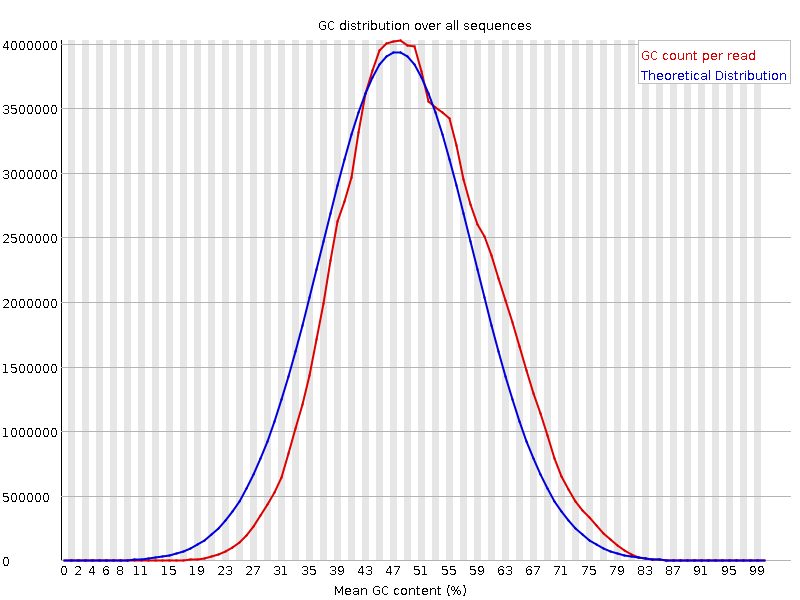 GC distribution over all sequences
GC count per read
Theoretical Distribution
4000000
3500000
3000000
2500000
2000000
1500000
1000000
500000
0
0 2 4 6 8 11 15 19 23 27 31 35 39 43 47 51 55 59 63 67 71 75 79 83 87 91 95 99
Mean GC content (%)